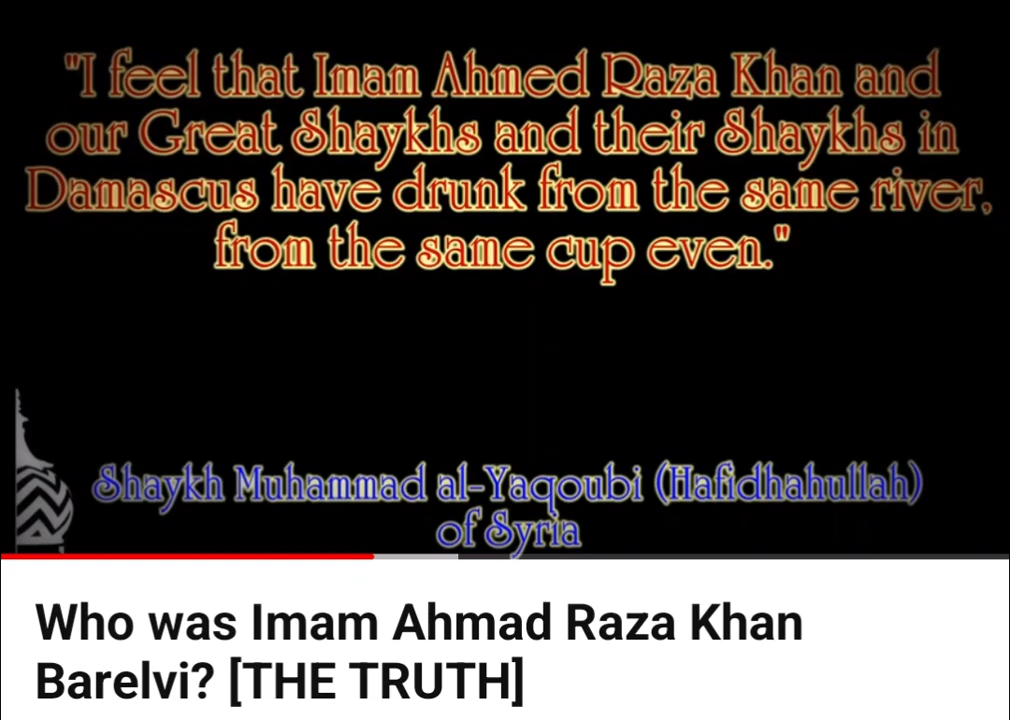 "I feel that Imam Ahmed Raza Khan and
our Great Shaykhs and their Shaykhs in
Damascus have drunk from the same river,
from the same cup even."
Shaykh Muhammad al-Yaqoubi (Hafidhahullah)
of Syria
Who was Imam Ahmad Raza Khan
Barelvi? [THE TRUTH]